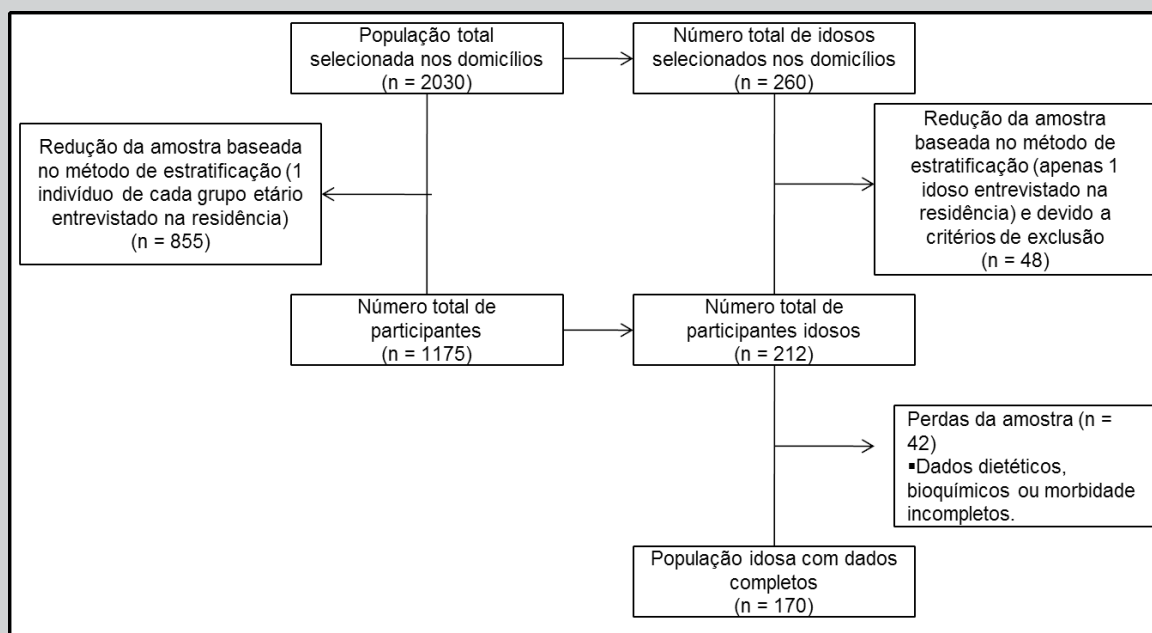 População total
selecionada nos domicílios
(n = 2030)
Número total de idosos
selecionados nos domicílios
(n = 260)
Redução da amostra baseada
no método de estratificação (1
indivíduo de cada grupo etário
entrevistado na residência)
(n = 855)
Redução da amostra
baseada no método de
estratificação (apenas 1
idoso entrevistado na
residência) e devido a
critérios de exclusão
(n = 48)
Número total de
participantes
(n = 1175)
Número total de
participantes idosos
(n = 212)
Perdas da amostra (n =
42)
▪Dados dietéticos,
bioquímicos ou morbidade
incompletos.
População idosa com dados
completos
(n = 170)